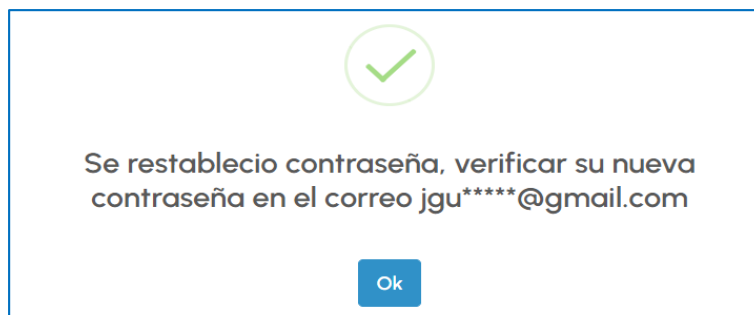 Se restablecio contraseña, verificar su nueva
contraseña en el correo jgu*****@gmail.com
Ok